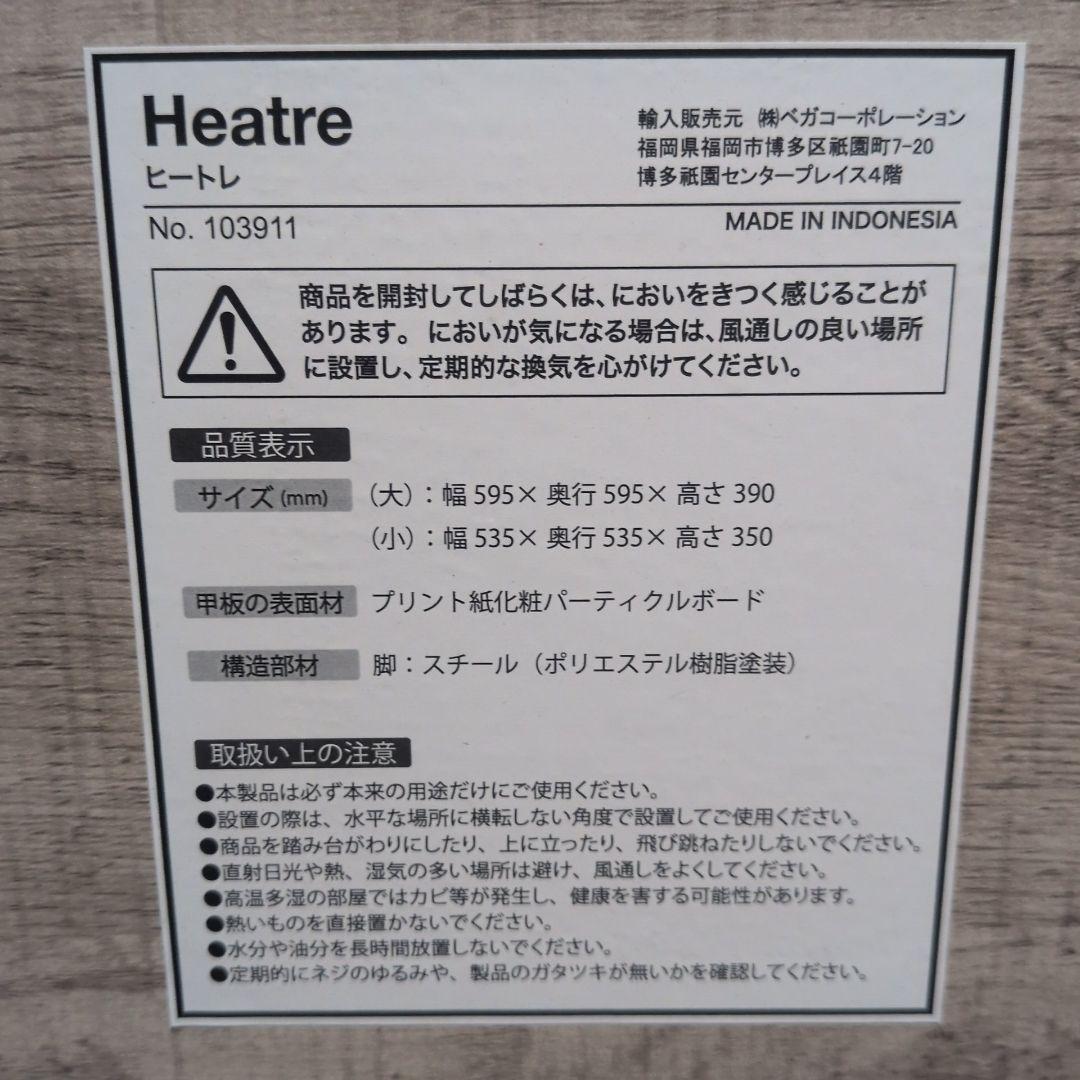 Heatre
ヒートレ
輸入販売元 ㈱ベガコーポレーション
福岡県福岡市博多区祇園町7-20
博多祇園センタープレイス4階
No. 103911
MADE IN INDONESIA
商品を開封してしばらくは、においをきつく感じることが
あります。においが気になる場合は、風通しの良い場所
に設置し、定期的な換気を心がけてください。
品質表示
サイズ (mm) （大）：幅 595× 奥行 595× 高さ 390
（小）：幅 535× 奥行 535× 高さ 350
甲板の表面材 プリント紙化粧パーティクルボード
構造部材 脚：スチール（ポリエステル樹脂塗装）
取扱い上の注意
●本製品は必ず本来の用途だけにご使用ください。
●設置の際は、水平な場所に横転しない角度で設置してご使用ください。
●商品を踏み台がわりにしたり、上に立ったり、飛び跳ねたりしないでください。
●直射日光や熱、湿気の多い場所は避け、風通しをよくしてください。
●高温多湿の部屋ではカビ等が発生し、健康を害する可能性があります。
●熱いものを直接置かないでください。
●水分や油分を長時間放置しないでください。
●定期的にネジのゆるみや、製品のガタツキが無いかを確認してください。